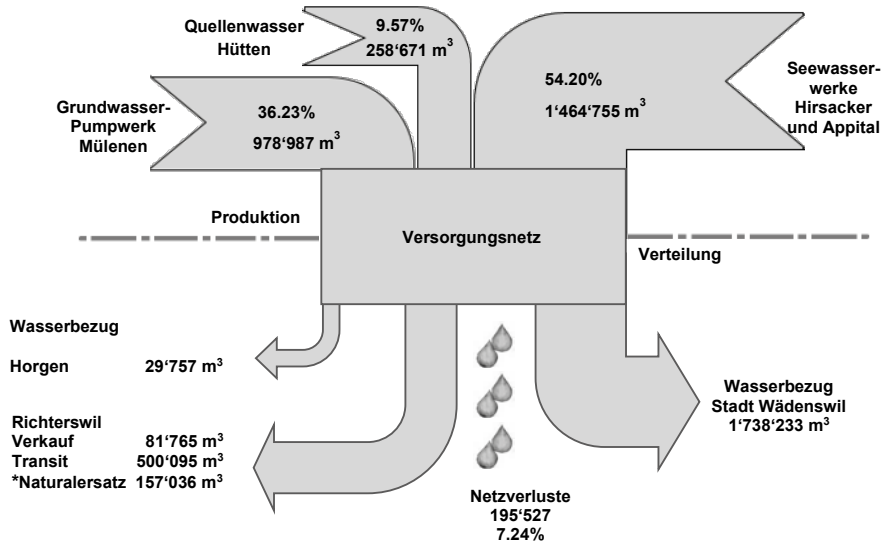 Quellenwasser
Hütten
9.57%
258‘671 m³
Grundwasser-
Pumpwerk
Mülenen
36.23%
978‘987 m³
54.20%
1‘464‘755 m³
Seewasser-
werke
Hirsacker
und Appital
Produktion
Versorgungsnetz
Verteilung
Wasserbezug
Horgen 29‘757 m³
Richterswil
Verkauf 81‘765 m³
Transit 500‘095 m³
*Naturalersatz 157‘036 m³
Netzverluste
195‘527
7.24%
Wasserbezug
Stadt Wädenswil
1‘738‘233 m³